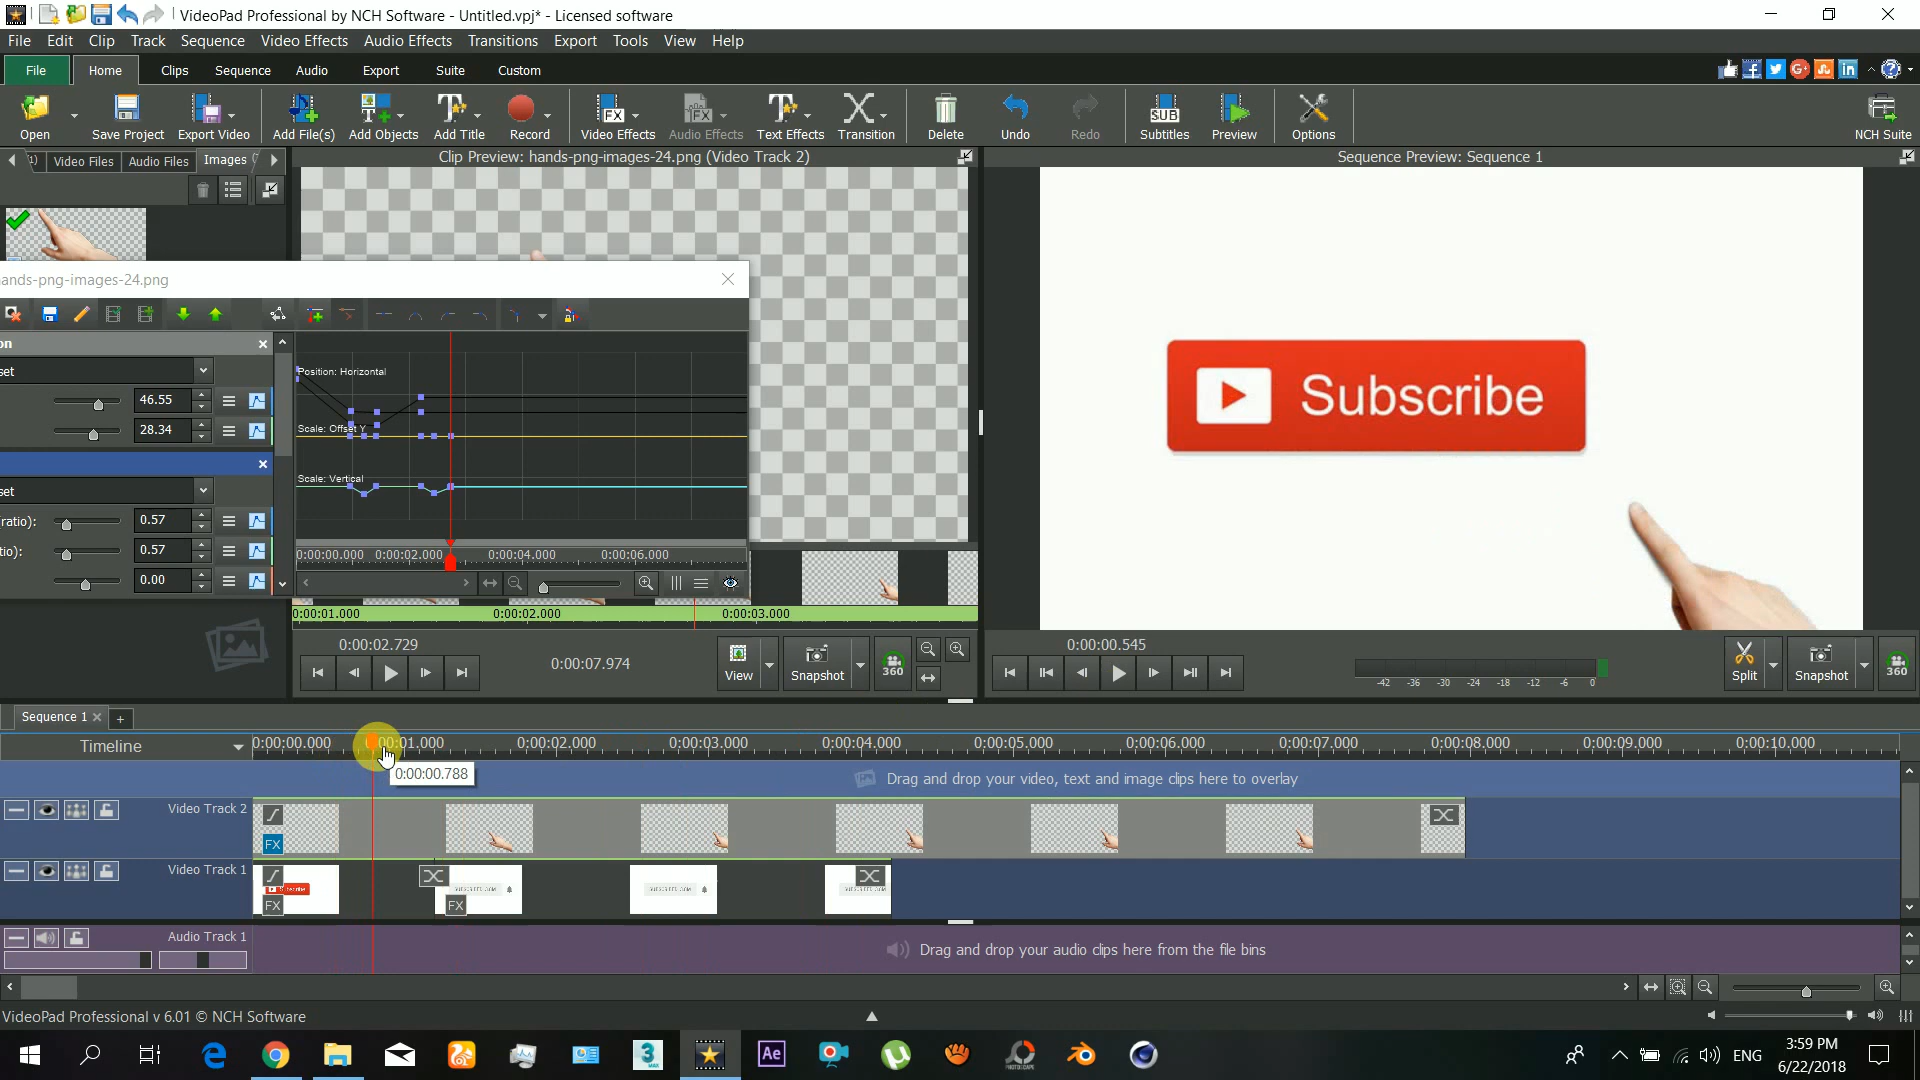 VideoPad Professional by NCH Software - Untitled.vpj* - Licensed software
File Edit Clip Track Sequence Video Effects Audio Effects Transitions Export Tools View Help
File Home Clips Sequence Audio Export Suite Custom
Open Save Project Export Video Add File(s) Add Objects Add Title Record Video Effects Audio Effects Text Effects Transition Delete Undo Redo Subtitles Preview Options NCH Suite
1) Video Files Audio Files Images
Clip Preview: hands-png-images-24.png (Video Track 2)
Sequence Preview: Sequence 1
ands-png-images-24.png
on
set
46.55
28.34
set
ratio): 0.57
tio): 0.57
0.00
Position: Horizontal
Scale: Offset Y
Scale: Vertical
0:00:00.000 0:00:02.000 0:00:04.000 0:00:06.000
Subscribe
0:00:01.000 0:00:02.000 0:00:03.000
0:00:02.729
0:00:07.974
View Snapshot 360
0:00:00.545
-42 -36 -30 -24 -18 -12 -6 0
Split Snapshot 360
Sequence 1
Timeline
0:00:00.000 0:00:01.000 0:00:02.000 0:00:03.000 0:00:04.000 0:00:05.000 0:00:06.000 0:00:07.000 0:00:08.000 0:00:09.000 0:00:10.000
0:00:00.788
Drag and drop your video, text and image clips here to overlay
Video Track 2
FX
Video Track 1
FX FX
Audio Track 1
Drag and drop your audio clips here from the file bins
VideoPad Professional v 6.01 © NCH Software
ENG
3:59 PM
6/22/2018